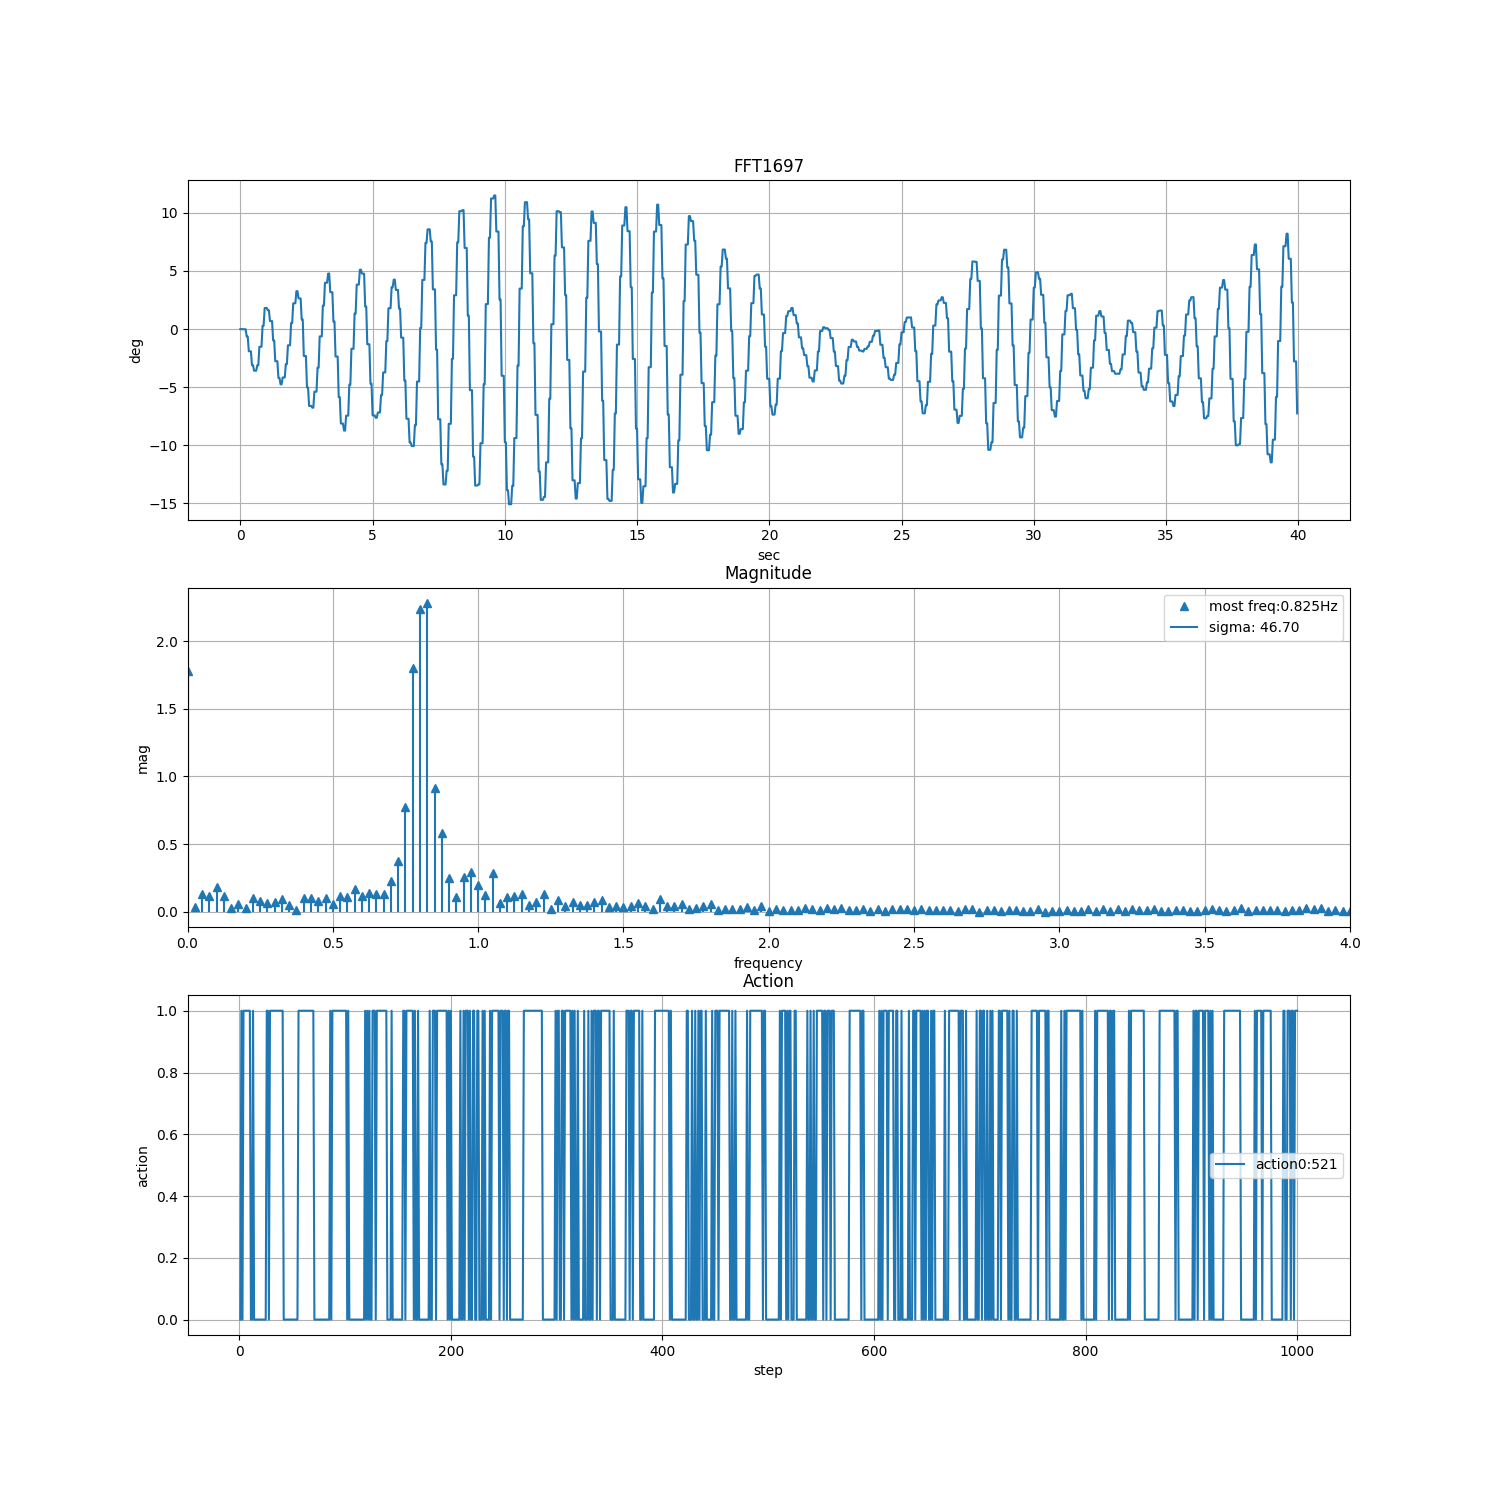 FFT1697
10
5
0
−5
−10
−15
deg
0 5 10 15 20 25 30 35 40
sec
Magnitude
most freq:0.825Hz
sigma: 46.70
2.0
1.5
1.0
0.5
0.0
mag
0.0 0.5 1.0 1.5 2.0 2.5 3.0 3.5 4.0
frequency
Action
1.0
0.8
0.6
0.4
0.2
0.0
action
action0:521
0 200 400 600 800 1000
step